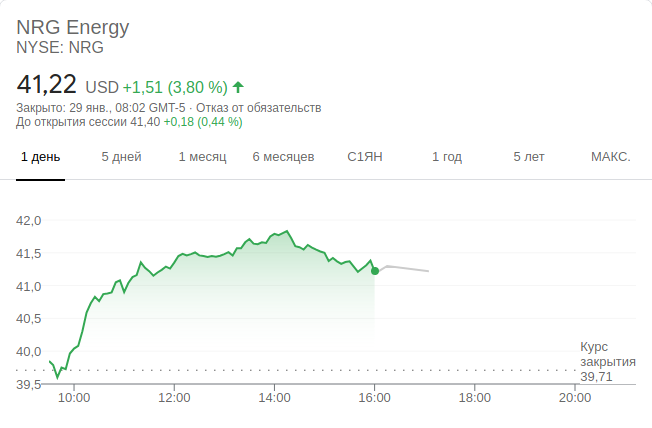 NRG Energy
NYSE: NRG
41,22 USD +1,51 (3,80 %)
Закрыто: 29 янв., 08:02 GMT-5 · Отказ от обязательств
До открытия сессии 41,40 +0,18 (0,44 %)
1 день 5 дней 1 месяц 6 месяцев С1ЯН 1 год 5 лет МАКС.
42,0
41,5
41,0
40,5
40,0
39,5
Курс
закрытия
39,71
10:00 12:00 14:00 16:00 18:00 20:00